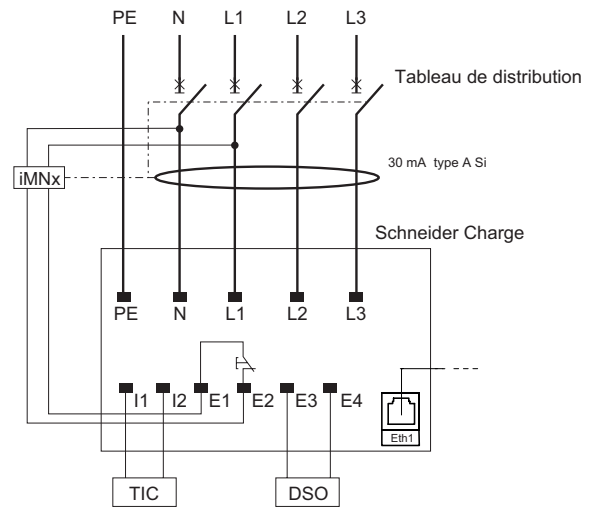 PE N L1 L2 L3
Tableau de distribution
30 mA type A Si
iMNx
Schneider Charge
PE N L1 L2 L3
I1 I2 E1 E2 E3 E4
Eth1
TIC DSO